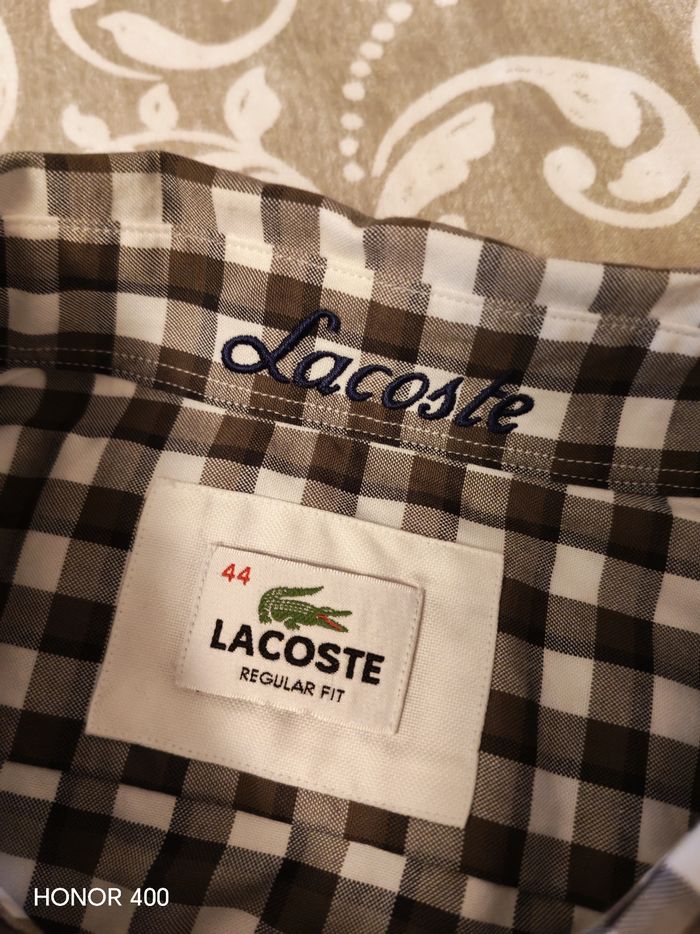 Lacoste
44
LACOSTE
REGULAR FIT
HONOR 400